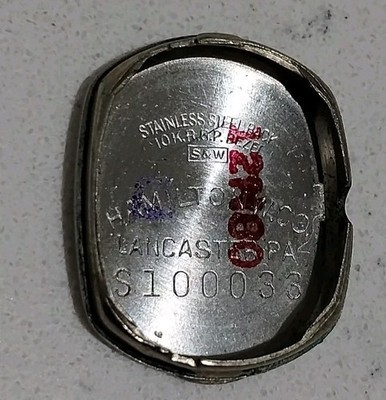 STAINLESS STEEL BACK
10K. R.G.P. BEZEL
S&W
HAMILTON W. CO.
LANCASTER PA.
S100033